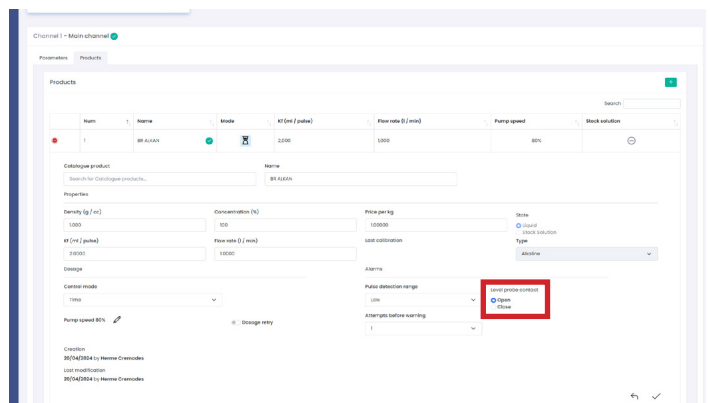 Channel 1 - Main channel
Parameters Products
Products
Search
Num Name Mode Kf (ml / pulse) Flow rate (l / min) Pump speed Stock solution
1 BR ALKAN 2,000 1,000 80%
Catalogue product Name
Search for Catalogue products... BR ALKAN
Properties
Density (g / cc) Concentration (%) Price per kg State
1.000 100 1.00000 Liquid
Stock Solution
Kf (ml / pulse) Flow rate (l / min) Last calibration Type
2.0000 1.0000 Alkaline
Dosage Alarms
Control mode Pulse detection range Level probe contact
Time Low Open
Close
Pump speed 80% Dosage retry Attempts before warning
1
Creation
30/04/2024 by Herme Cremades
Last modification
30/04/2024 by Herme Cremades